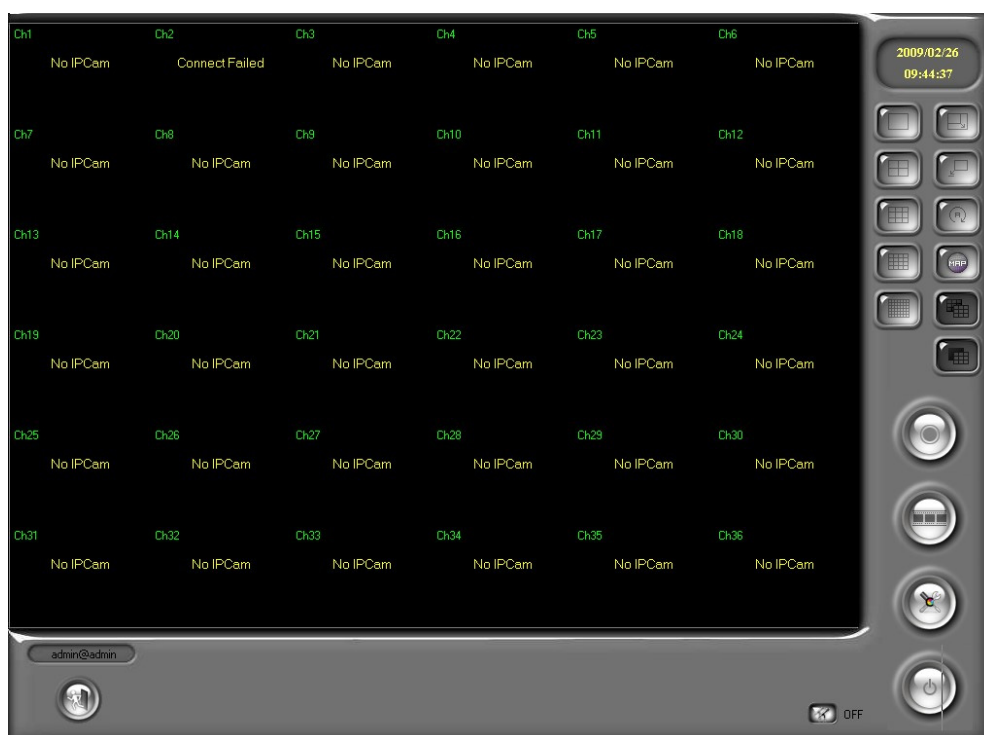 Ch1 Ch2 Ch3 Ch4 Ch5 Ch6
No IPCam Connect Failed No IPCam No IPCam No IPCam No IPCam
Ch7 Ch8 Ch9 Ch10 Ch11 Ch12
No IPCam No IPCam No IPCam No IPCam No IPCam No IPCam
Ch13 Ch14 Ch15 Ch16 Ch17 Ch18
No IPCam No IPCam No IPCam No IPCam No IPCam No IPCam
Ch19 Ch20 Ch21 Ch22 Ch23 Ch24
No IPCam No IPCam No IPCam No IPCam No IPCam No IPCam
Ch25 Ch26 Ch27 Ch28 Ch29 Ch30
No IPCam No IPCam No IPCam No IPCam No IPCam No IPCam
Ch31 Ch32 Ch33 Ch34 Ch35 Ch36
No IPCam No IPCam No IPCam No IPCam No IPCam No IPCam
2009/02/26
09:44:37
MAP
admin@admin
OFF